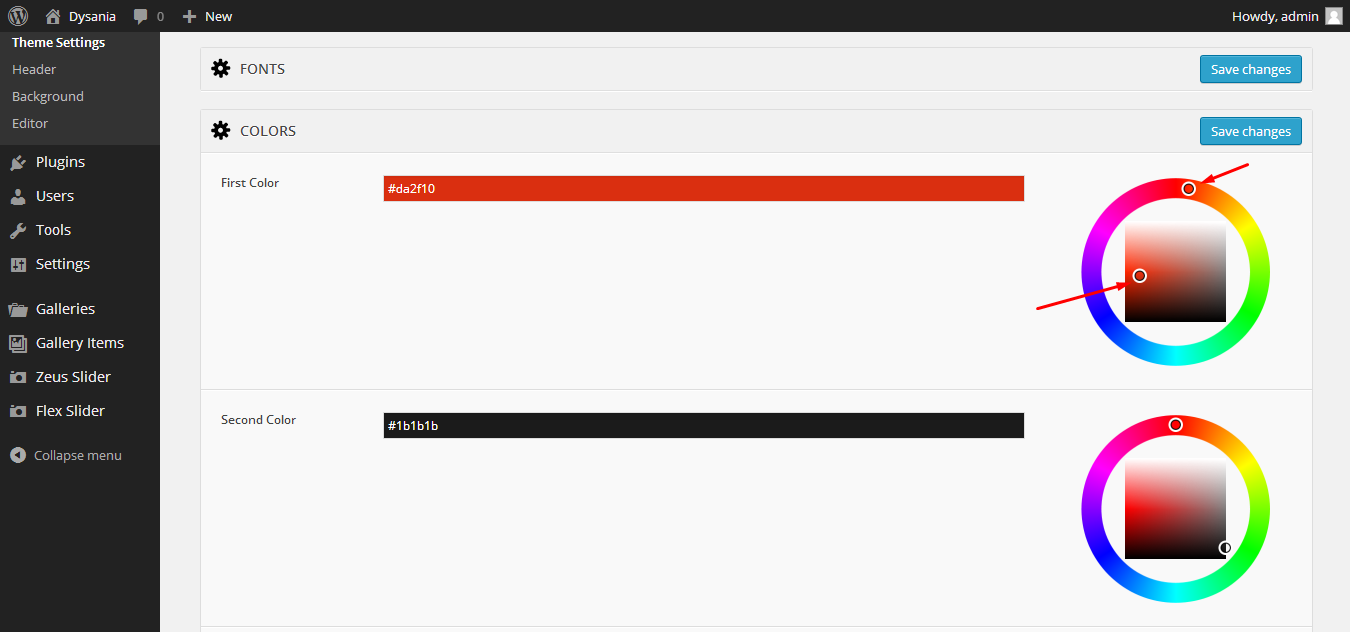 Dysania 0 New Howdy, admin
Theme Settings
Header
Background
Editor
Plugins
Users
Tools
Settings
Galleries
Gallery Items
Zeus Slider
Flex Slider
Collapse menu
FONTS Save changes
COLORS Save changes
First Color #da2f10
Second Color #1b1b1b